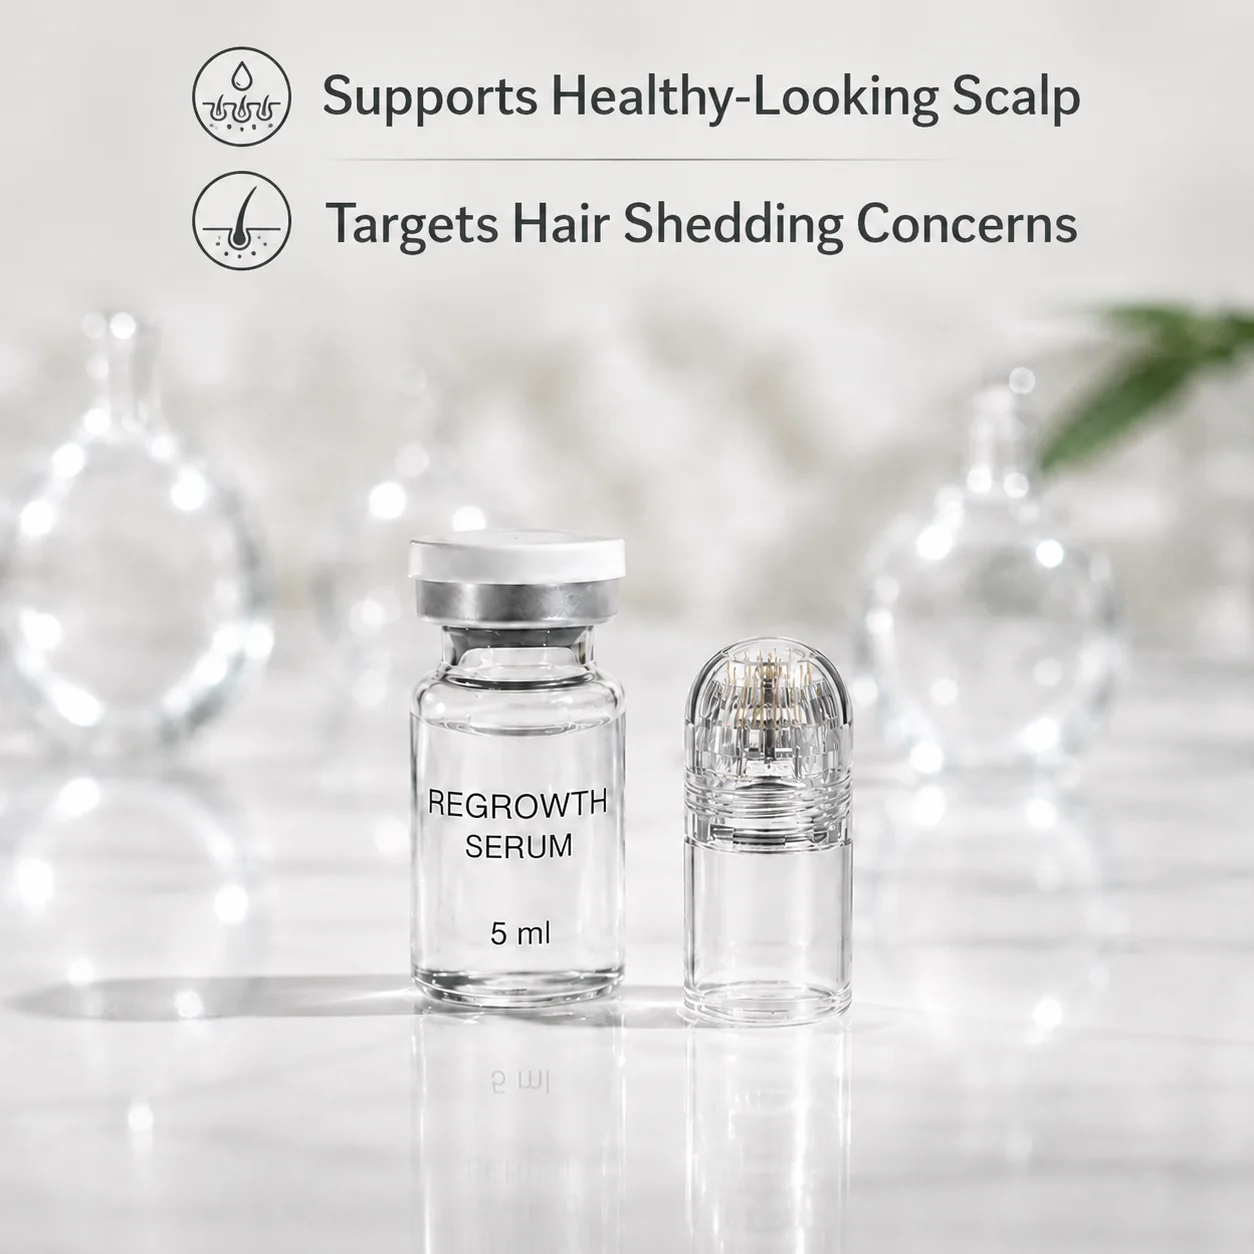 Supports Healthy-Looking Scalp
Targets Hair Shedding Concerns
REGROWTH
SERUM
5 ml